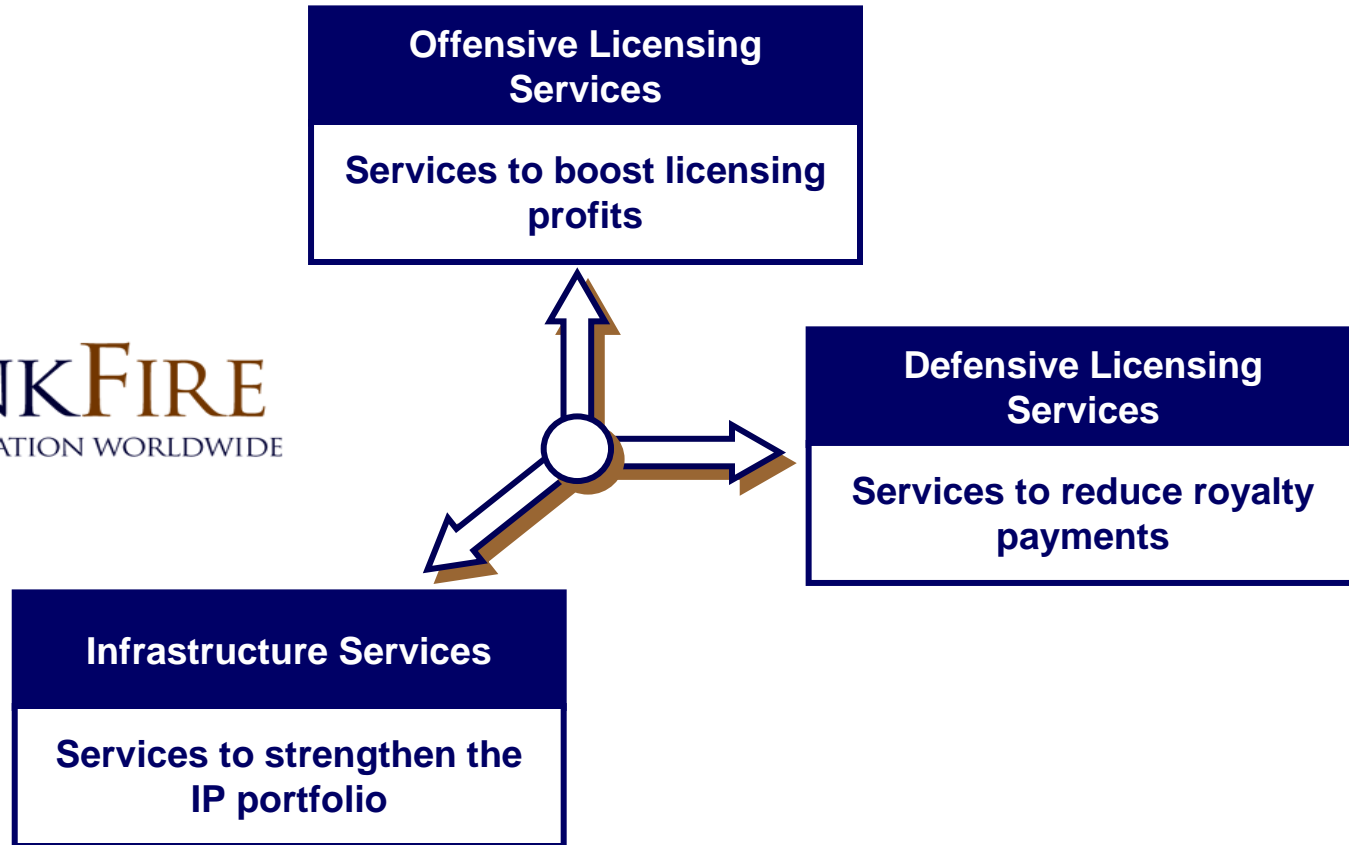 Offensive Licensing
Services
Services to boost licensing
profits
NKFIRE
ATION WORLDWIDE
Defensive Licensing
Services
Services to reduce royalty
payments
Infrastructure Services
Services to strengthen the
IP portfolio